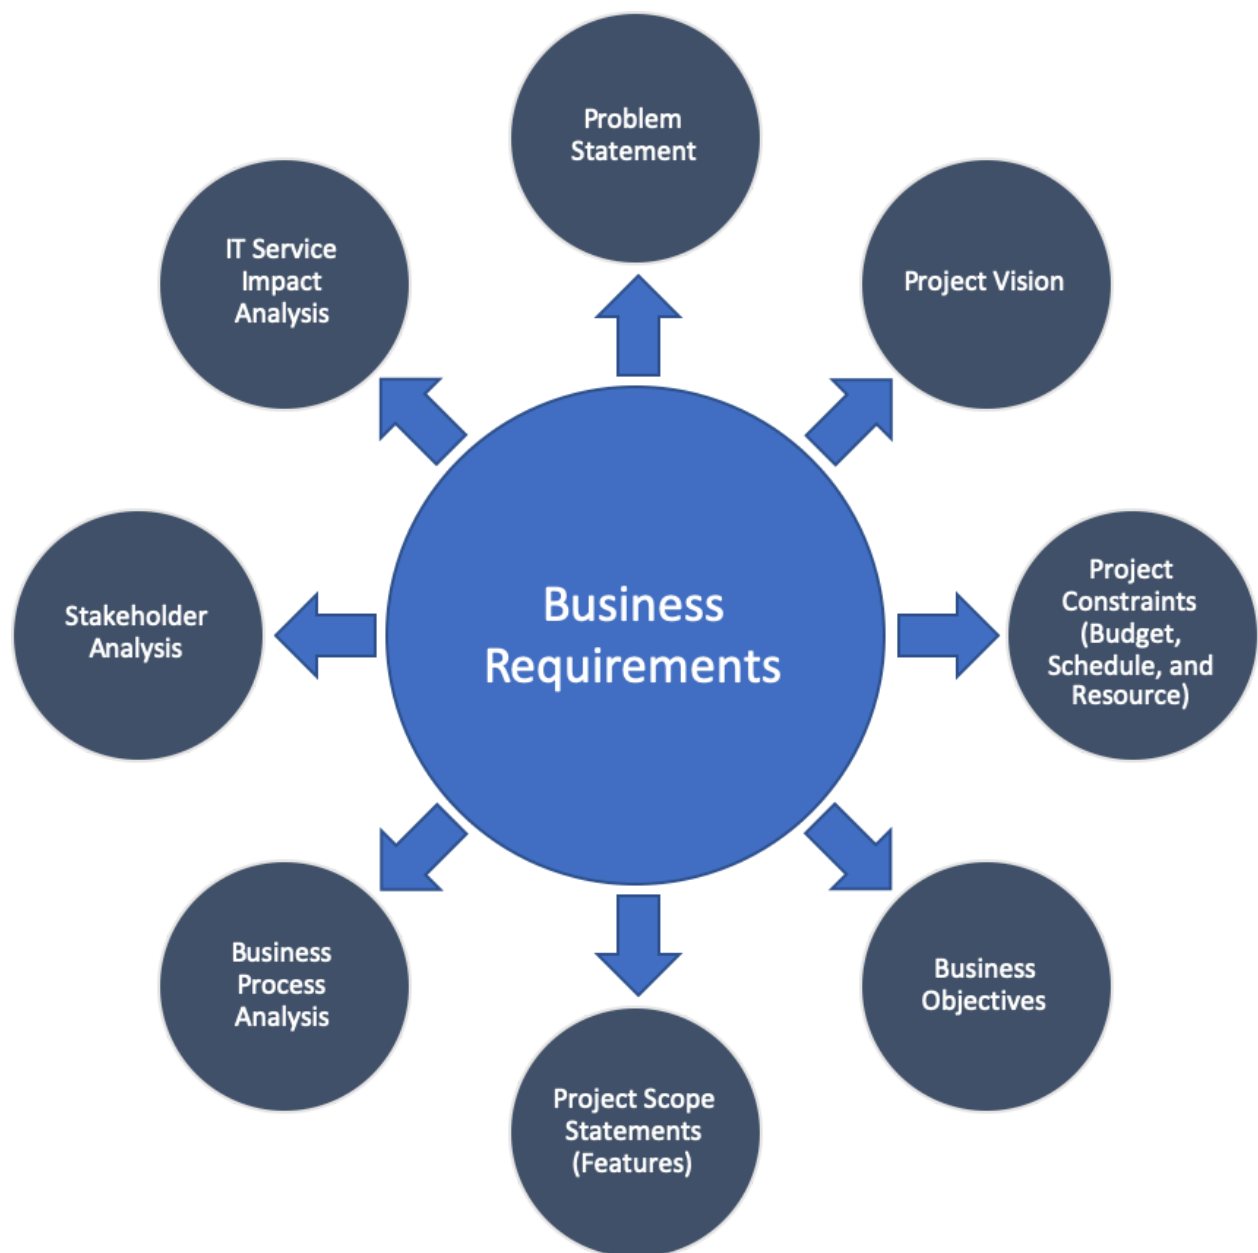 Problem
Statement
Project Vision
Project
Constraints
(Budget,
Schedule, and
Resource)
Business
Objectives
Project Scope
Statements
(Features)
Business
Process
Analysis
Stakeholder
Analysis
IT Service
Impact
Analysis
Business
Requirements